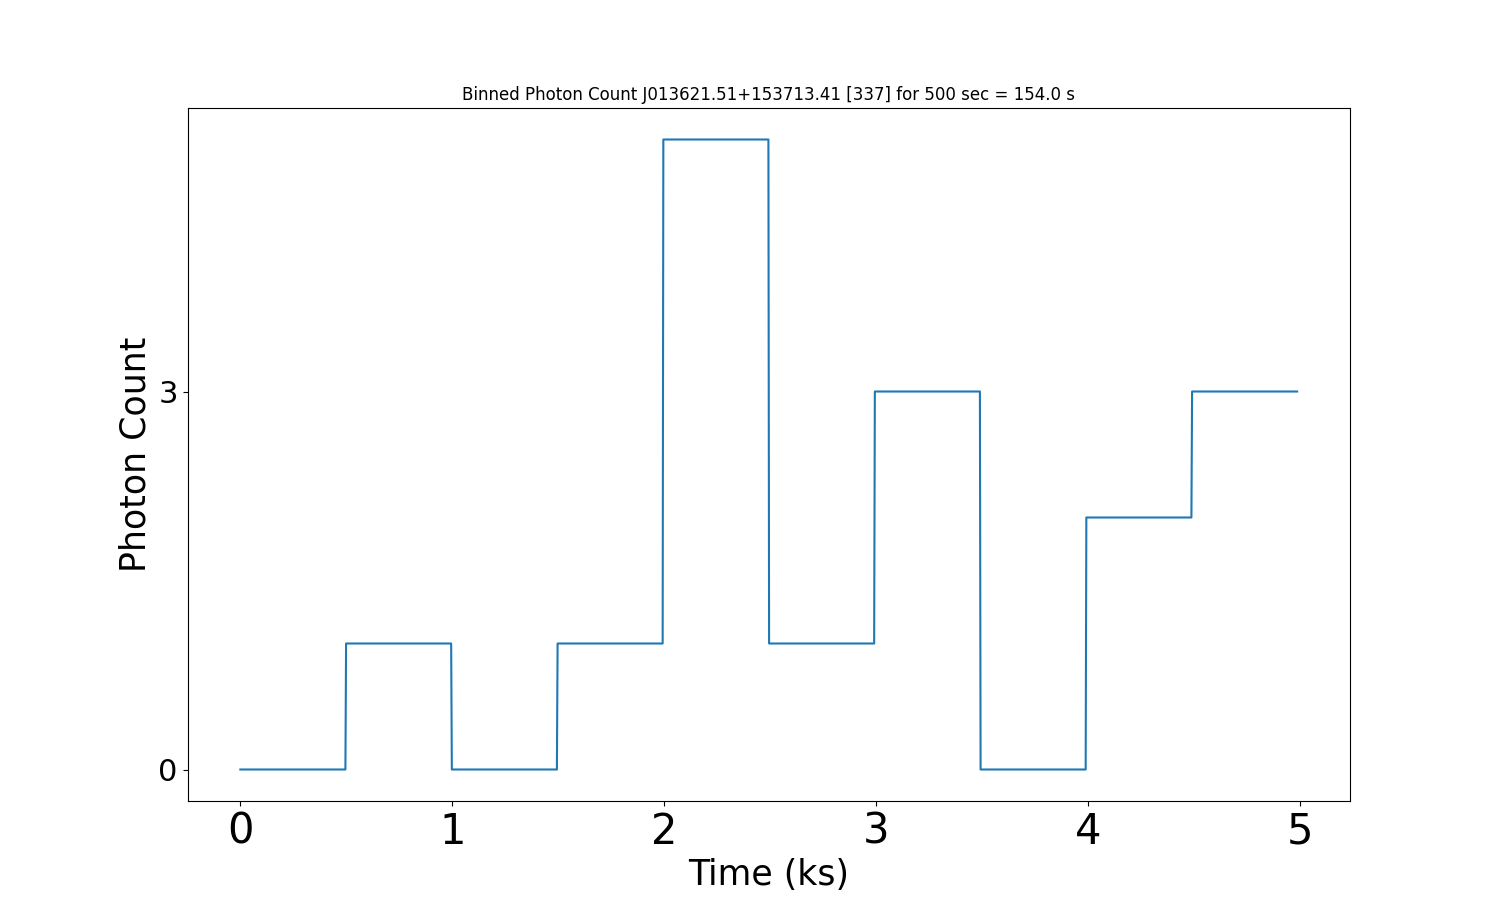 Binned Photon Count J013621.51+153713.41 [337] for 500 sec = 154.0 s
Photon Count
3
0
0 1 2 3 4 5
Time (ks)